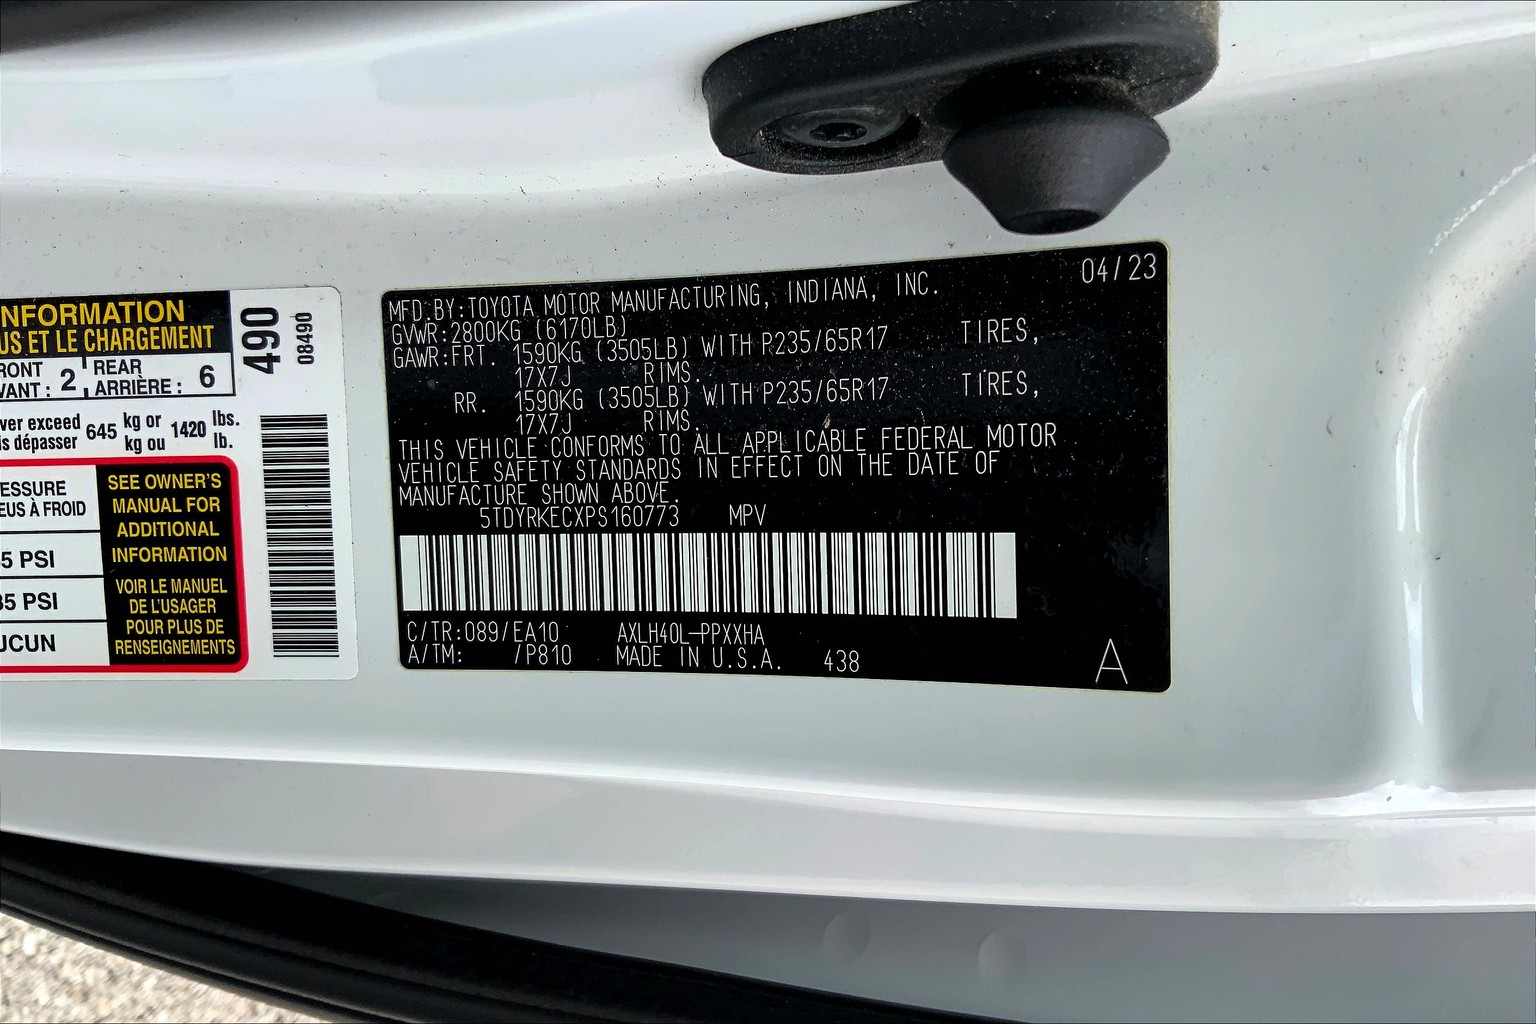 NFORMATION
US ET LE CHARGEMENT
RONT
VANT : 2
REAR
ARRIÈRE : 6
ver exceed
is dépasser
645
kg or
kg ou
1420
lbs.
lb.
ESSURE
EUS À FROID
5 PSI
35 PSI
UCUN
SEE OWNER'S
MANUAL FOR
ADDITIONAL
INFORMATION
VOIR LE MANUEL
DE L'USAGER
POUR PLUS DE
RENSEIGNEMENTS
490
08490
04/23
MFD.BY:TOYOTA MOTOR MANUFACTURING, INDIANA, INC.
GVWR:2800KG (6170LB)
GAWR:FRT. 1590KG (3505LB) WITH P235/65R17 TIRES,
17X7J RIMS.
RR. 1590KG (3505LB) WITH P235/65R17 TIRES,
17X7J RIMS.
THIS VEHICLE CONFORMS TO ALL APPLICABLE FEDERAL MOTOR
VEHICLE SAFETY STANDARDS IN EFFECT ON THE DATE OF
MANUFACTURE SHOWN ABOVE.
5TDYRKECXPS160773 MPV
C/TR:089/EA10 AXLH40L-PPXXHA
A/TM: /P810 MADE IN U.S.A. 438
A